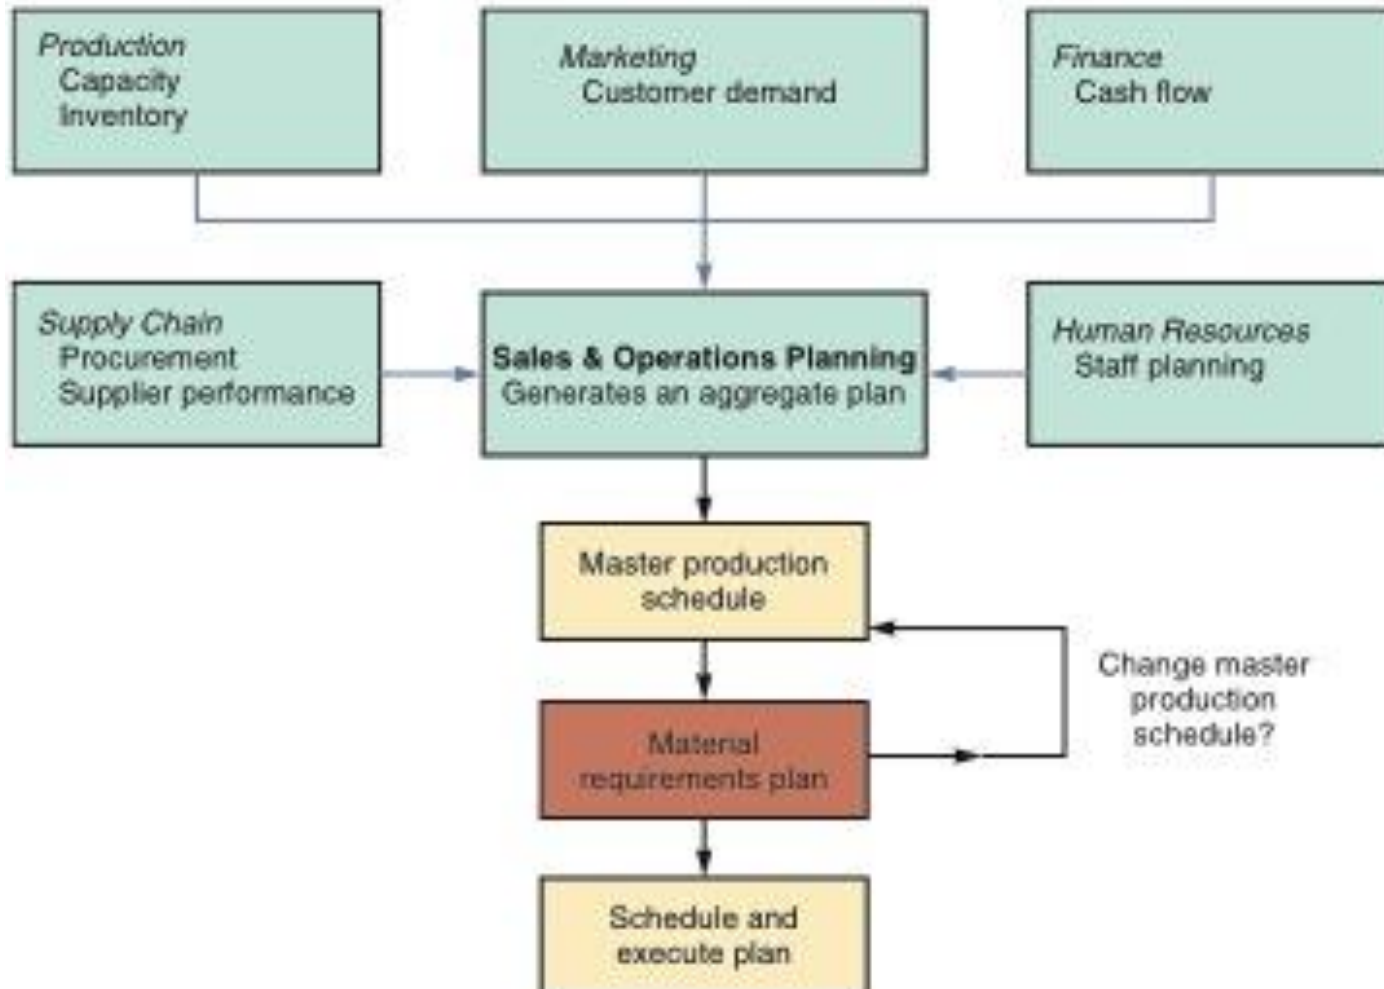 Production
Capacity
Inventory
Marketing
Customer demand
Finance
Cash flow
Supply Chain
Procurement
Supplier performance
Sales & Operations Planning
Generates an aggregate plan
Human Resources
Staff planning
Master production
schedule
Change master
production
schedule?
Material
requirements plan
Schedule and
execute plan